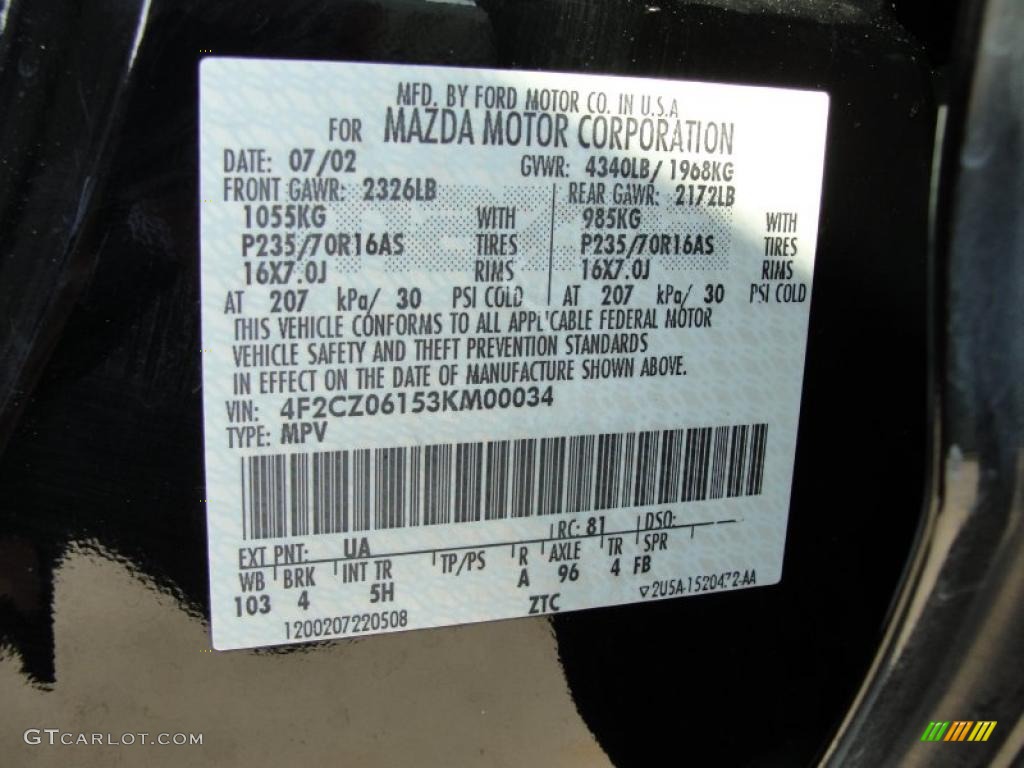 MFD. BY FORD MOTOR CO. IN U.S.A
FOR MAZDA MOTOR CORPORATION
DATE: 07/02 GVWR: 4340LB/ 1968KG
FRONT GAWR: 2326LB REAR GAWR: 2172LB
1055KG WITH 985KG WITH
P235/70R16AS TIRES P235/70R16AS TIRES
16X7.0J RIMS 16X7.0J RIMS
AT 207 kPa/ 30 PSI COLD AT 207 kPa/ 30 PSI COLD
THIS VEHICLE CONFORMS TO ALL APPLICABLE FEDERAL MOTOR
VEHICLE SAFETY AND THEFT PREVENTION STANDARDS
IN EFFECT ON THE DATE OF MANUFACTURE SHOWN ABOVE.
VIN: 4F2CZ06153KM00034
TYPE: MPV
EXT PNT: UA RC: 81 DSO:
WB BRK INT TR TP/PS R AXLE TR SPR
103 4 5H A 96 4 FB
1200207220508 ZTC ▽2U5A-1520472-AA
GTCARLOT.COM